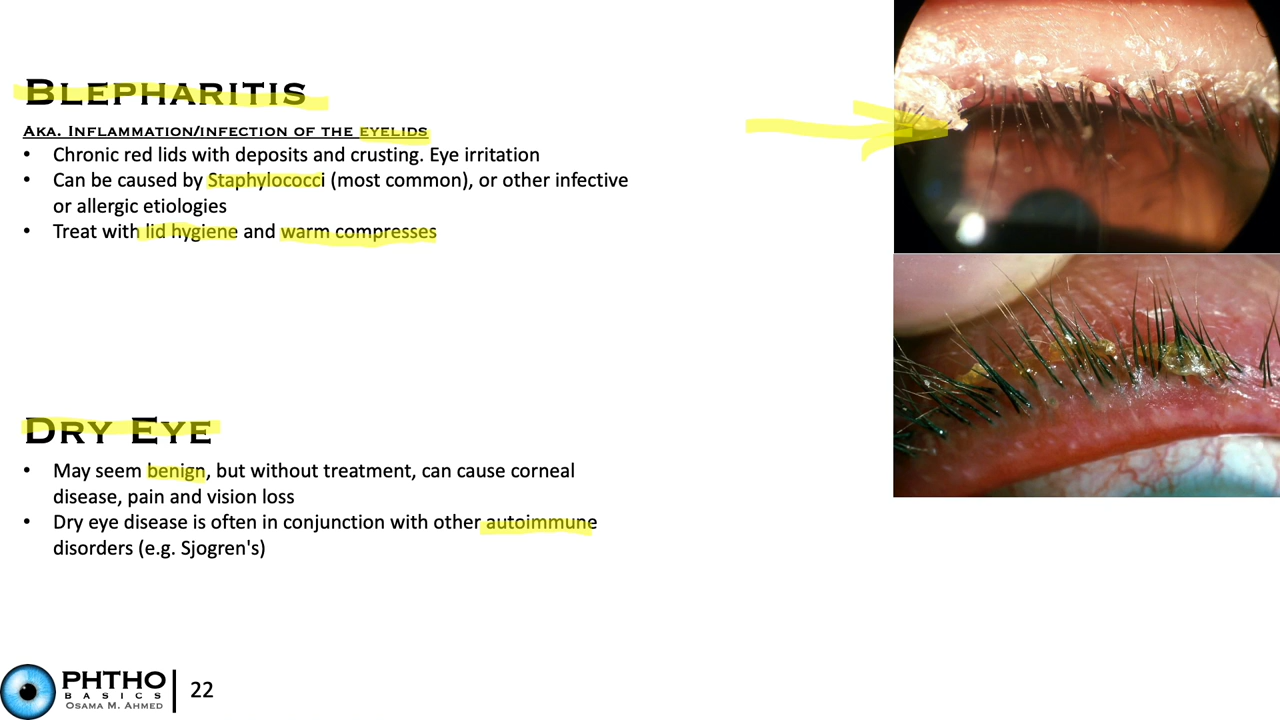 BLEPHARITIS
AKA. INFLAMMATION/INFECTION OF THE EYELIDS
• Chronic red lids with deposits and crusting. Eye irritation
• Can be caused by Staphylococci (most common), or other infective
or allergic etiologies
• Treat with lid hygiene and warm compresses
DRY EYE
• May seem benign, but without treatment, can cause corneal
disease, pain and vision loss
• Dry eye disease is often in conjunction with other autoimmune
disorders (e.g. Sjogren's)
PHTHO
BASICS
OSAMA M. AHMED
22